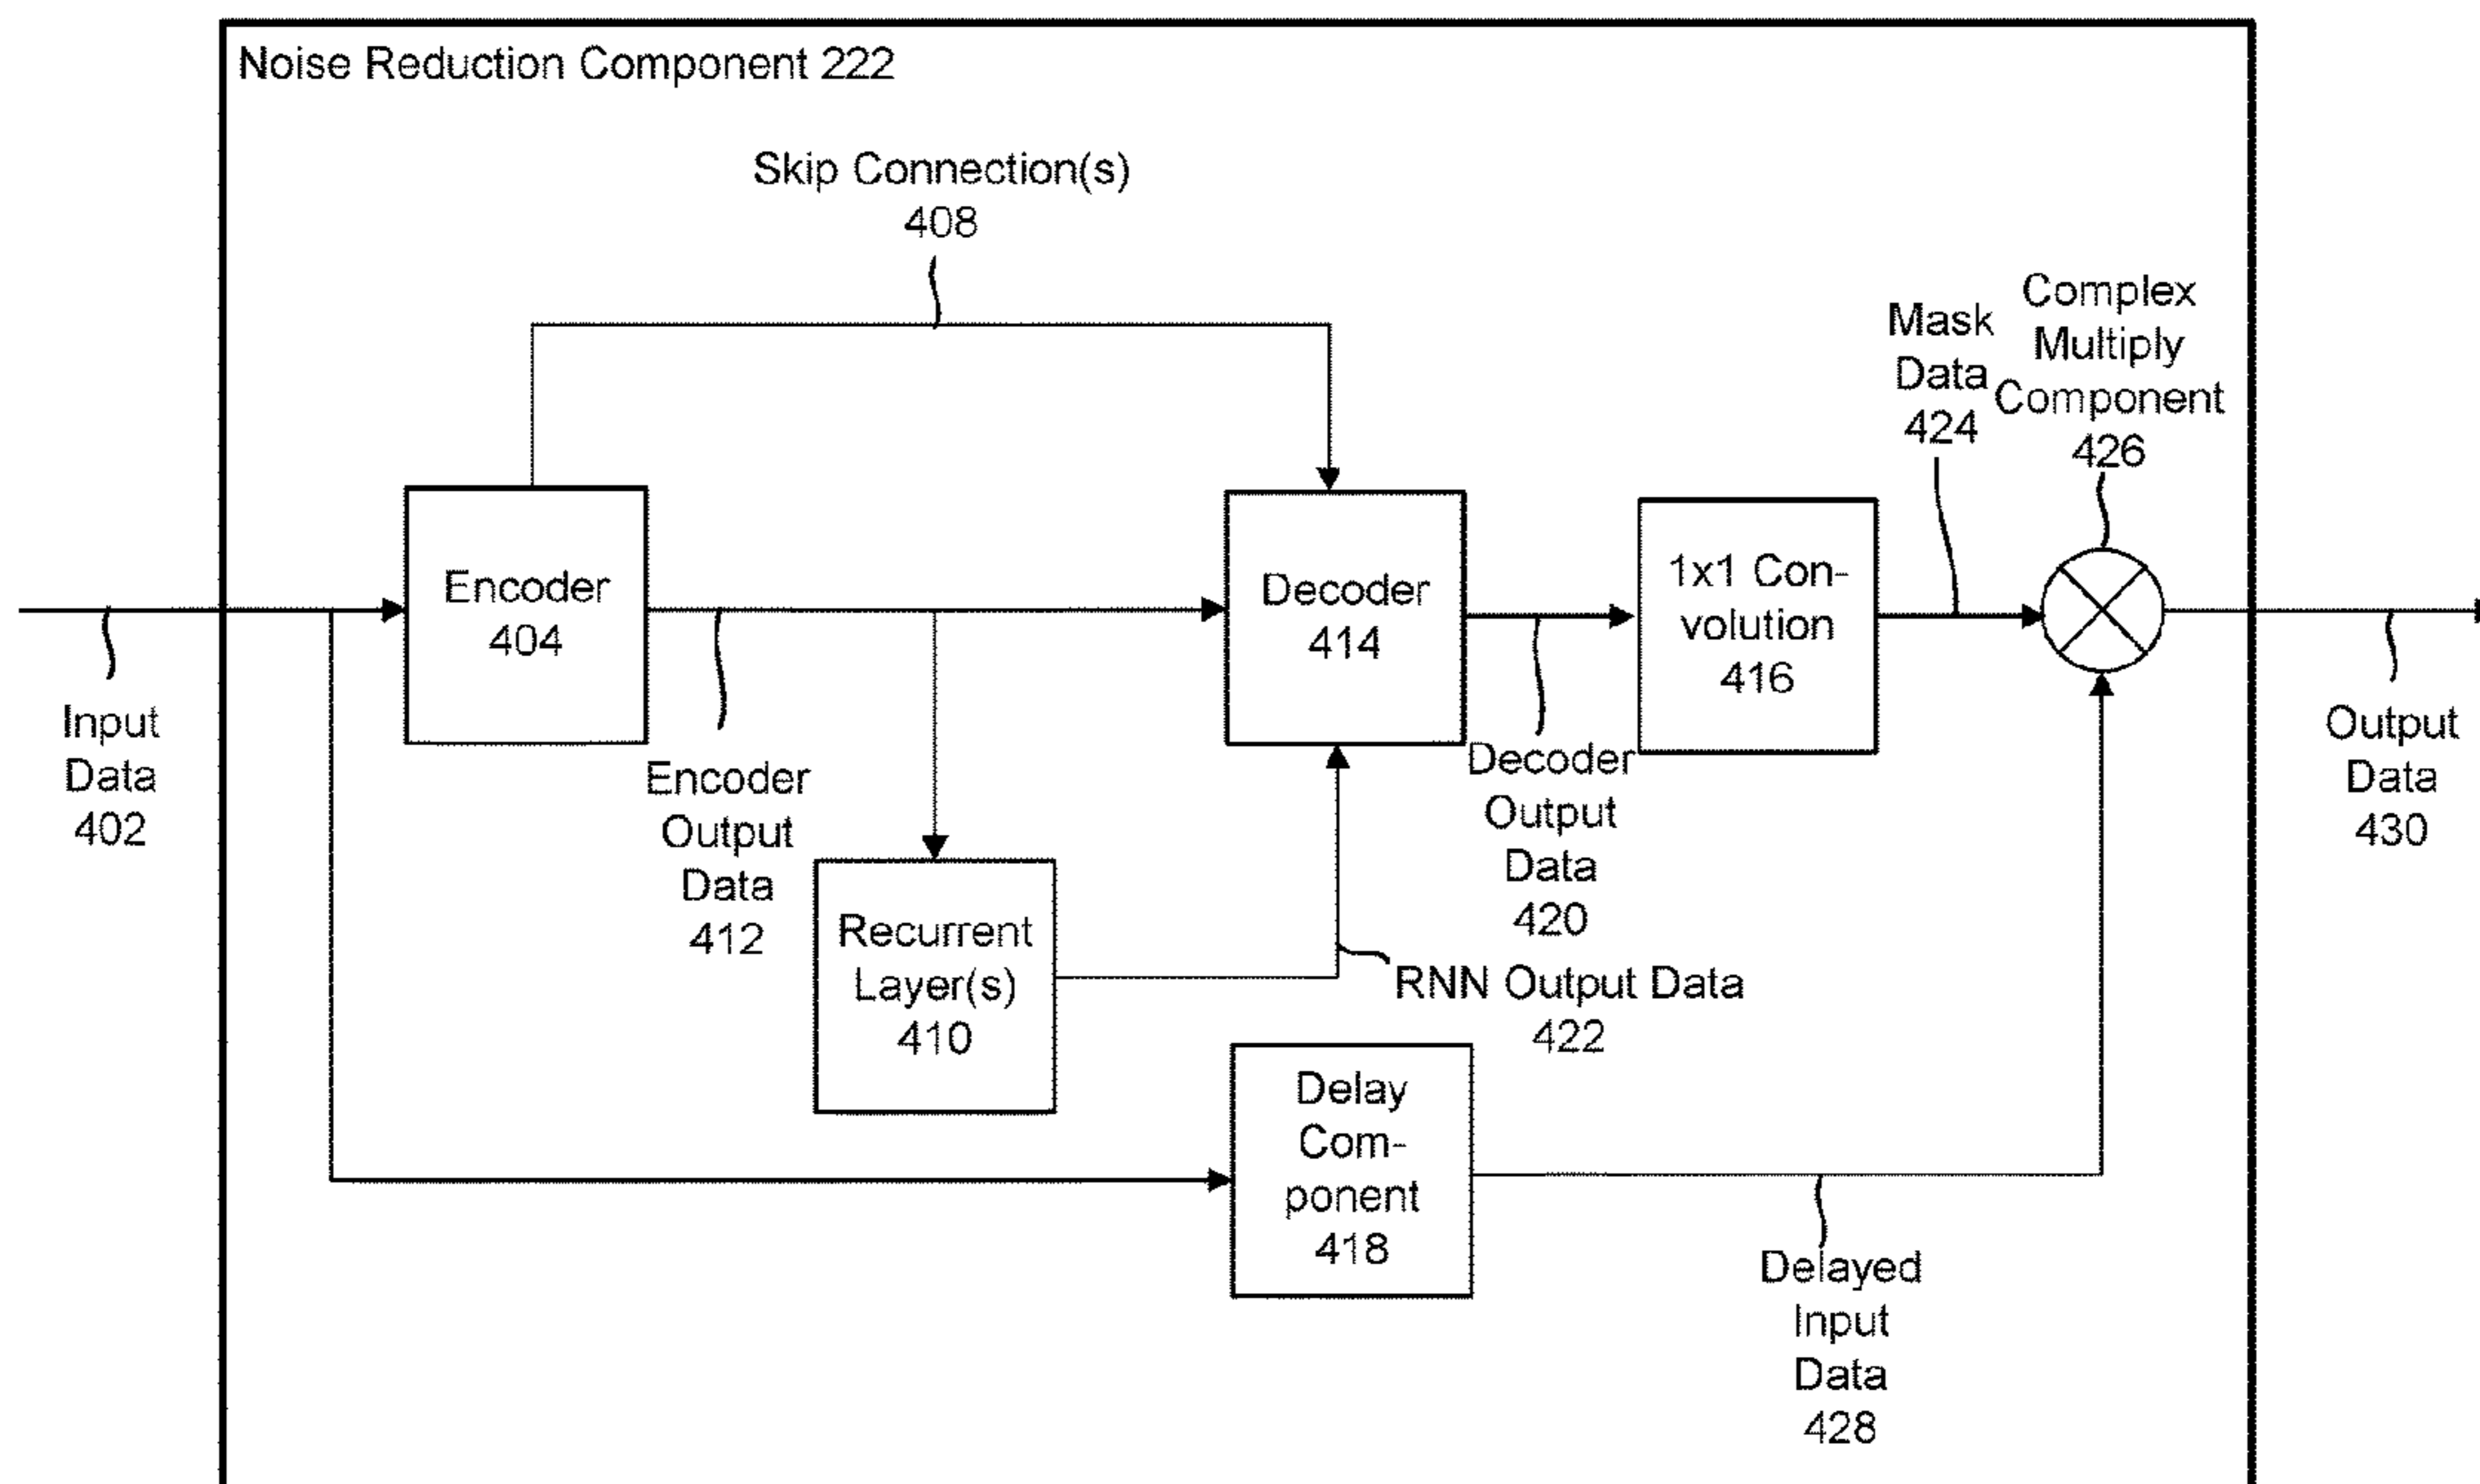 Noise Reduction Component 222
Skip Connection(s)
408
Mask
Data
424
Complex
Multiply
Component
426
Encoder
404
Decoder
414
1x1 Con-
volution
416
Input
Data
402
Encoder
Output
Data
412
Decoder
Output
Data
420
Output
Data
430
Recurrent
Layer(s)
410
RNN Output Data
422
Delay
Com-
ponent
418
Delayed
Input
Data
428